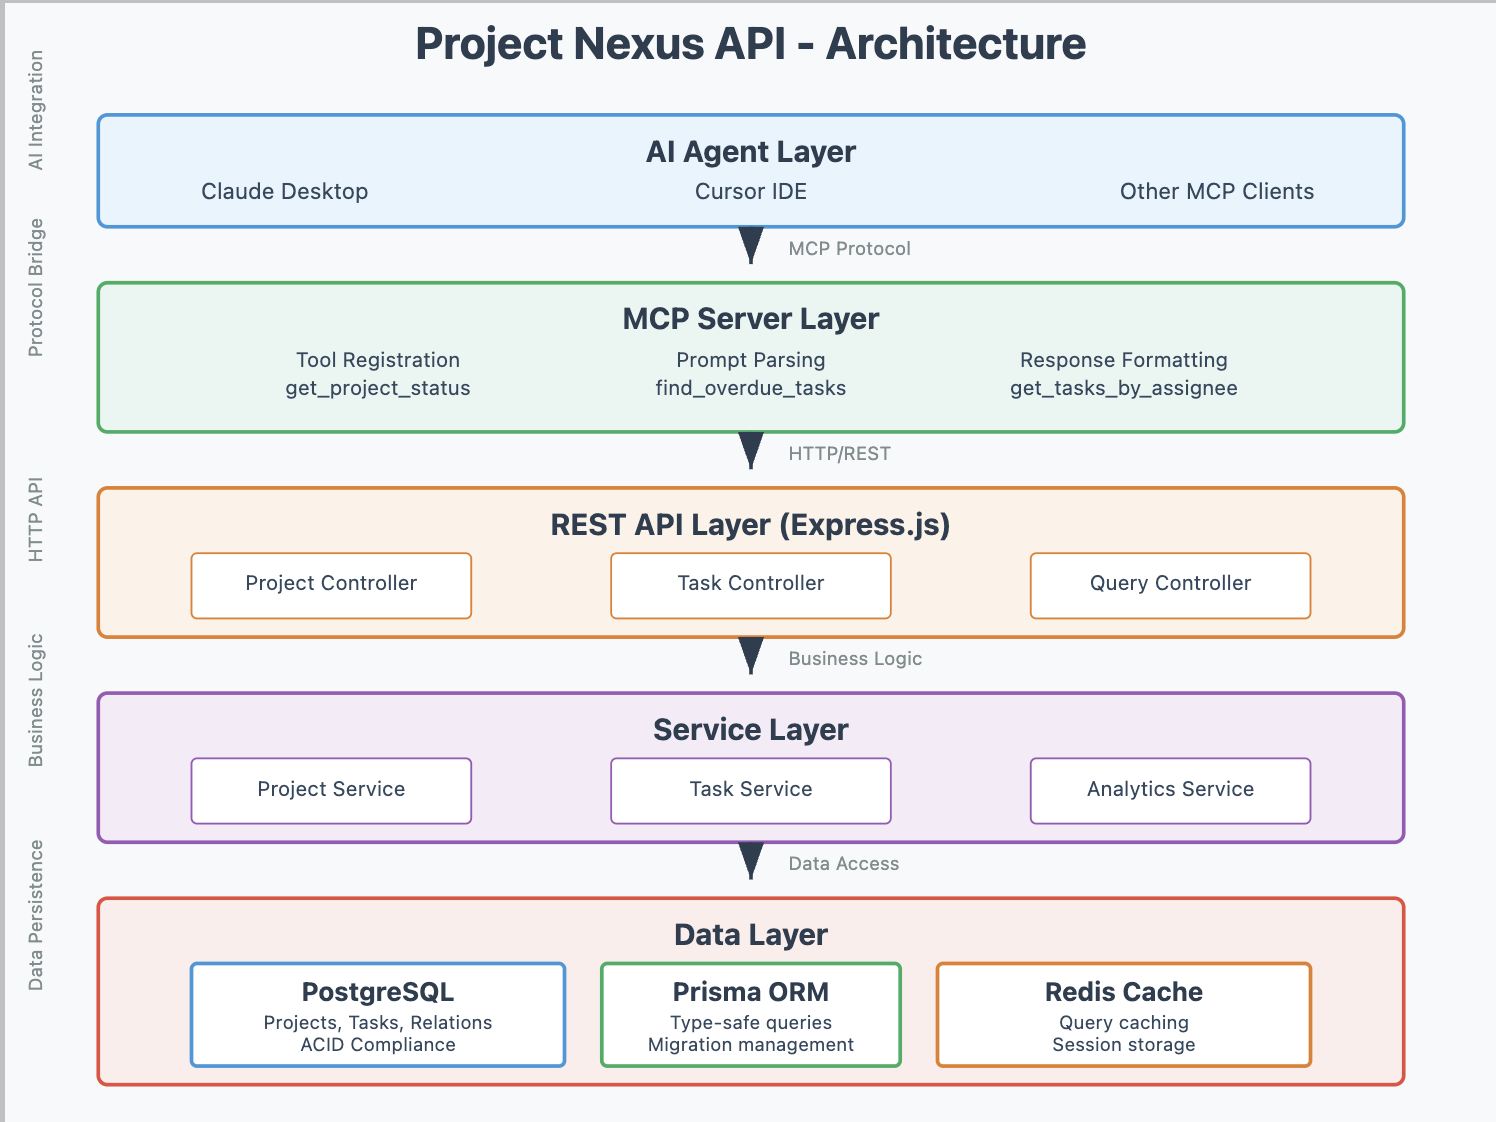 Project Nexus API - Architecture
AI Integration
AI Agent Layer
Claude Desktop
Cursor IDE
Other MCP Clients
MCP Protocol
Protocol Bridge
MCP Server Layer
Tool Registration
get_project_status
Prompt Parsing
find_overdue_tasks
Response Formatting
get_tasks_by_assignee
HTTP/REST
HTTP API
REST API Layer (Express.js)
Project Controller
Task Controller
Query Controller
Business Logic
Business Logic
Service Layer
Project Service
Task Service
Analytics Service
Data Access
Data Persistence
Data Layer
PostgreSQL
Projects, Tasks, Relations
ACID Compliance
Prisma ORM
Type-safe queries
Migration management
Redis Cache
Query caching
Session storage